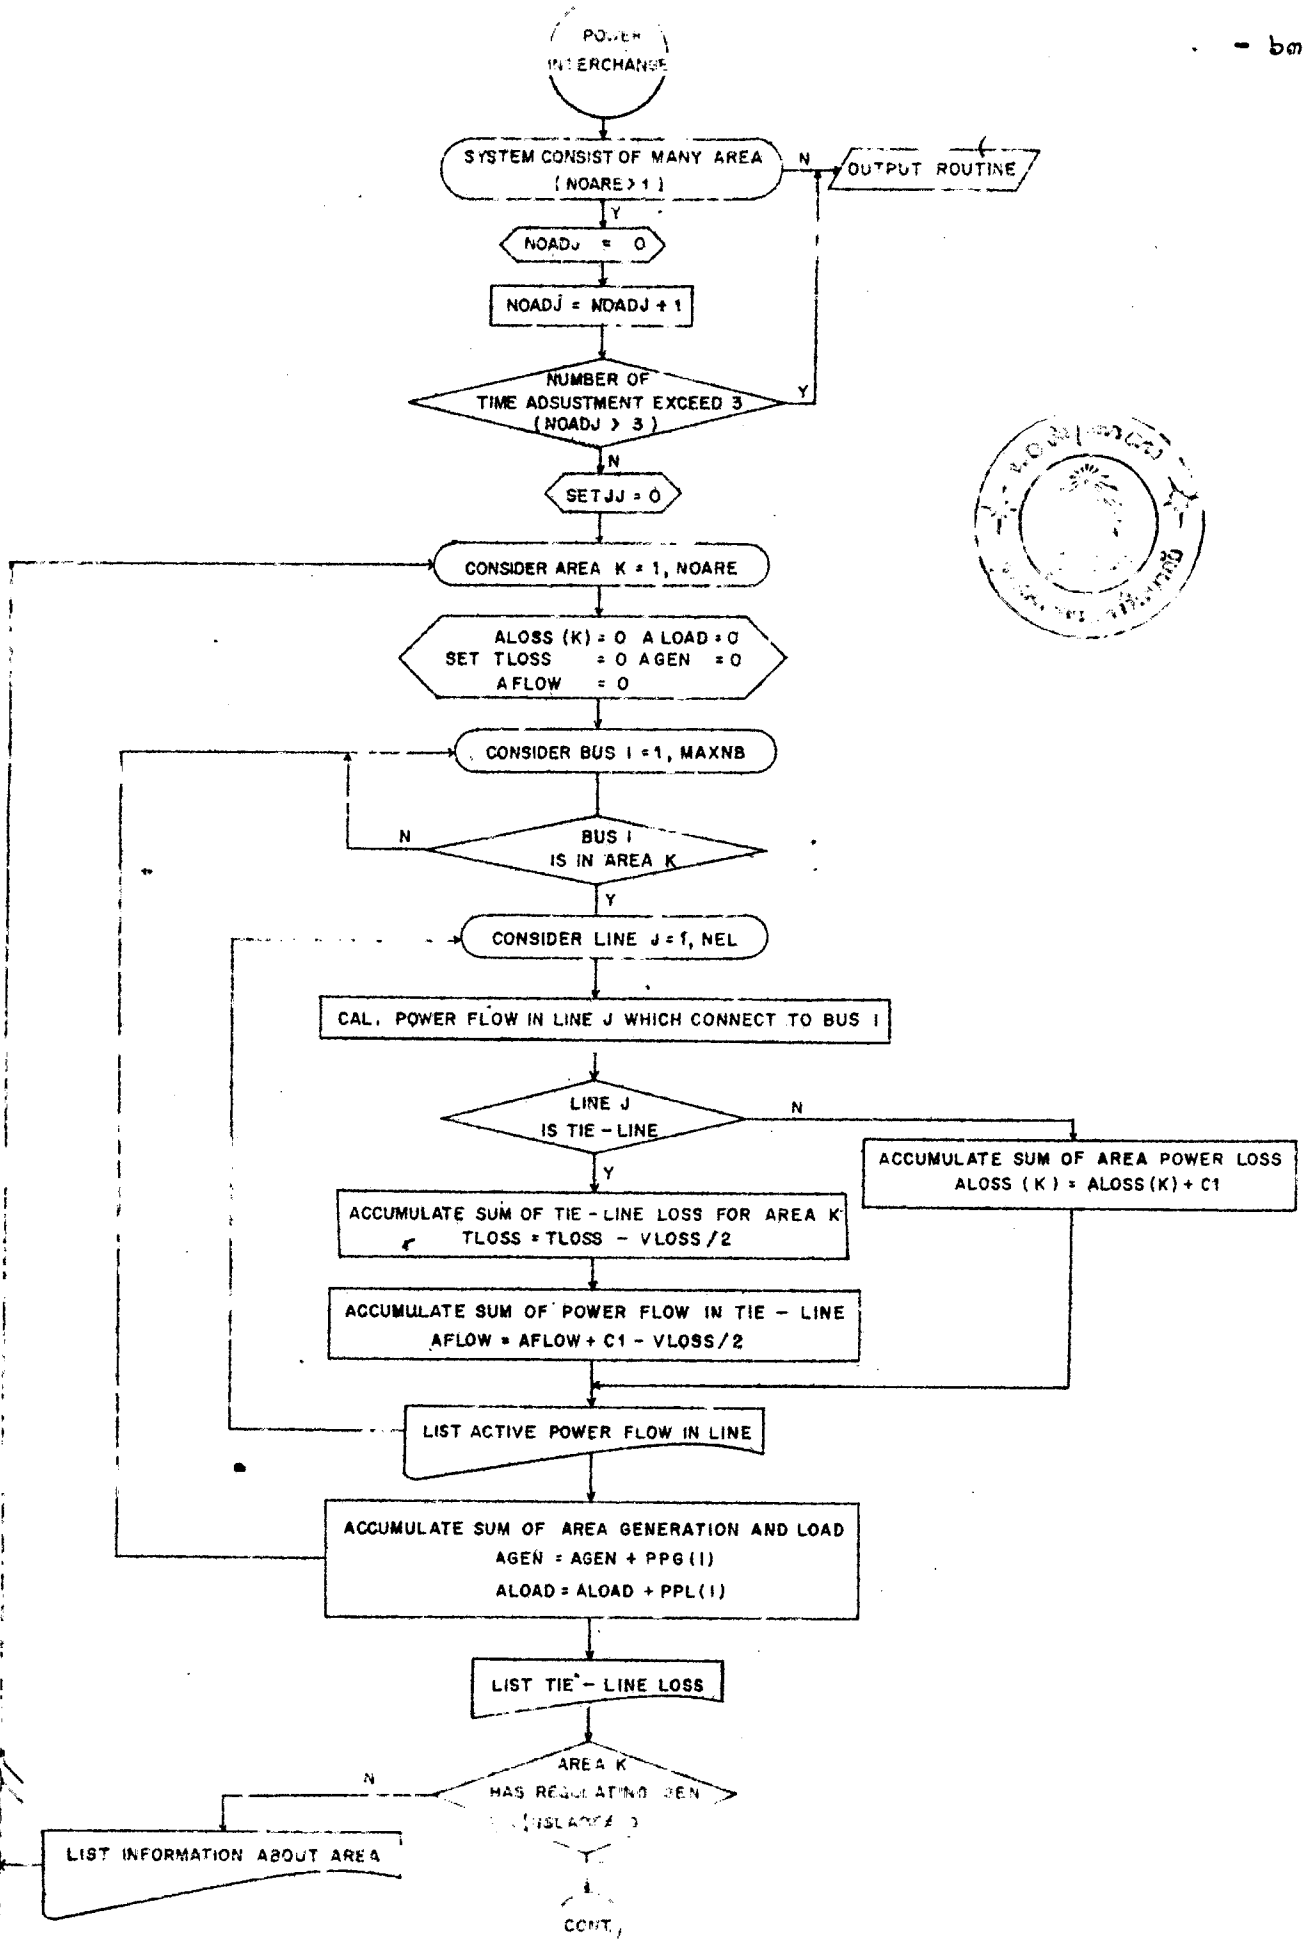 - ๖๓
POWER
INTERCHANGE
SYSTEM CONSIST OF MANY AREA
(NOARE > 1)
N
OUTPUT ROUTINE
Y
NOADJ = 0
NOADJ = NOADJ + 1
NUMBER OF
TIME ADSUSTMENT EXCEED 3
(NOADJ > 3)
Y
N
SET JJ = 0
CONSIDER AREA K = 1, NOARE
ALOSS (K) = 0 ALOAD = 0
SET TLOSS = 0 AGEN = 0
AFLOW = 0
CONSIDER BUS I = 1, MAXNB
N
BUS I
IS IN AREA K
Y
CONSIDER LINE J = 1, NEL
CAL. POWER FLOW IN LINE J WHICH CONNECT TO BUS I
LINE J
IS TIE - LINE
N
ACCUMULATE SUM OF AREA POWER LOSS
ALOSS (K) = ALOSS(K) + C1
Y
ACCUMULATE SUM OF TIE - LINE LOSS FOR AREA K
TLOSS = TLOSS - VLOSS/2
ACCUMULATE SUM OF POWER FLOW IN TIE - LINE
AFLOW = AFLOW + C1 - VLOSS/2
LIST ACTIVE POWER FLOW IN LINE
ACCUMULATE SUM OF AREA GENERATION AND LOAD
AGEN = AGEN + PPG(I)
ALOAD = ALOAD + PPL(I)
LIST TIE - LINE LOSS
AREA K
HAS REGULATING GEN
N
Y
LIST INFORMATION ABOUT AREA
CONT,